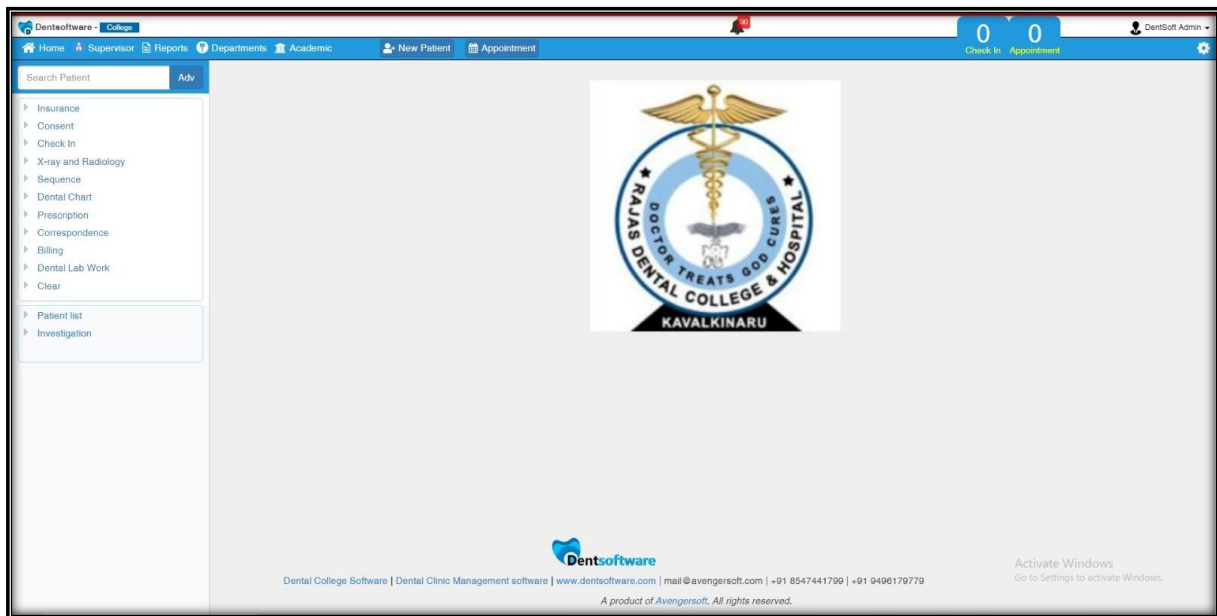 Dentsoftware - College
00
0 0
DentSoft Admin
Home Supervisor Reports Departments Academic New Patient Appointment
Check In Appointment
Search Patient Adv
Insurance
Consent
Check In
X-ray and Radiology
Sequence
Dental Chart
Prescription
Correspondence
Billing
Dental Lab Work
Clear
Patient list
Investigation
RAJAS DENTAL COLLEGE & HOSPITAL
DOCTOR TREATS GOD CURES
KAVALKINARU
Dentsoftware
Dental College Software | Dental Clinic Management software | www.dentsoftware.com | mail@avengersoft.com | +91 8547441799 | +91 9496179779
A product of Avengersoft. All rights reserved.
Activate Windows
Go to Settings to activate Windows.